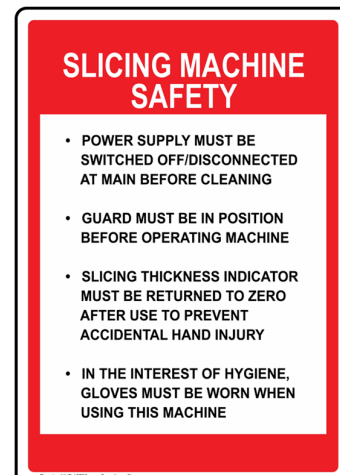 SLICING MACHINE
SAFETY
• POWER SUPPLY MUST BE
SWITCHED OFF/DISCONNECTED
AT MAIN BEFORE CLEANING
• GUARD MUST BE IN POSITION
BEFORE OPERATING MACHINE
• SLICING THICKNESS INDICATOR
MUST BE RETURNED TO ZERO
AFTER USE TO PREVENT
ACCIDENTAL HAND INJURY
• IN THE INTEREST OF HYGIENE,
GLOVES MUST BE WORN WHEN
USING THIS MACHINE